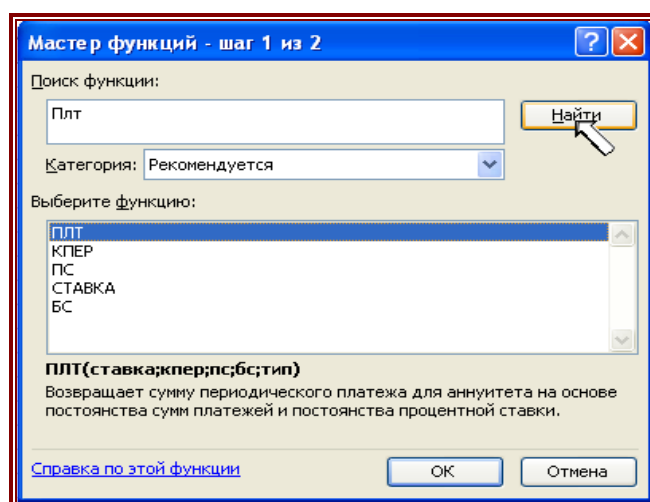 Мастер функций - шаг 1 из 2
Поиск функции:
Плт
Найти
Категория: Рекомендуется
Выберите функцию:
ПЛТ
КПЕР
ПС
СТАВКА
БС
ПЛТ(ставка;кпер;пс;бс;тип)
Возвращает сумму периодического платежа для аннуитета на основе
постоянства сумм платежей и постоянства процентной ставки.
Справка по этой функции
ОК
Отмена